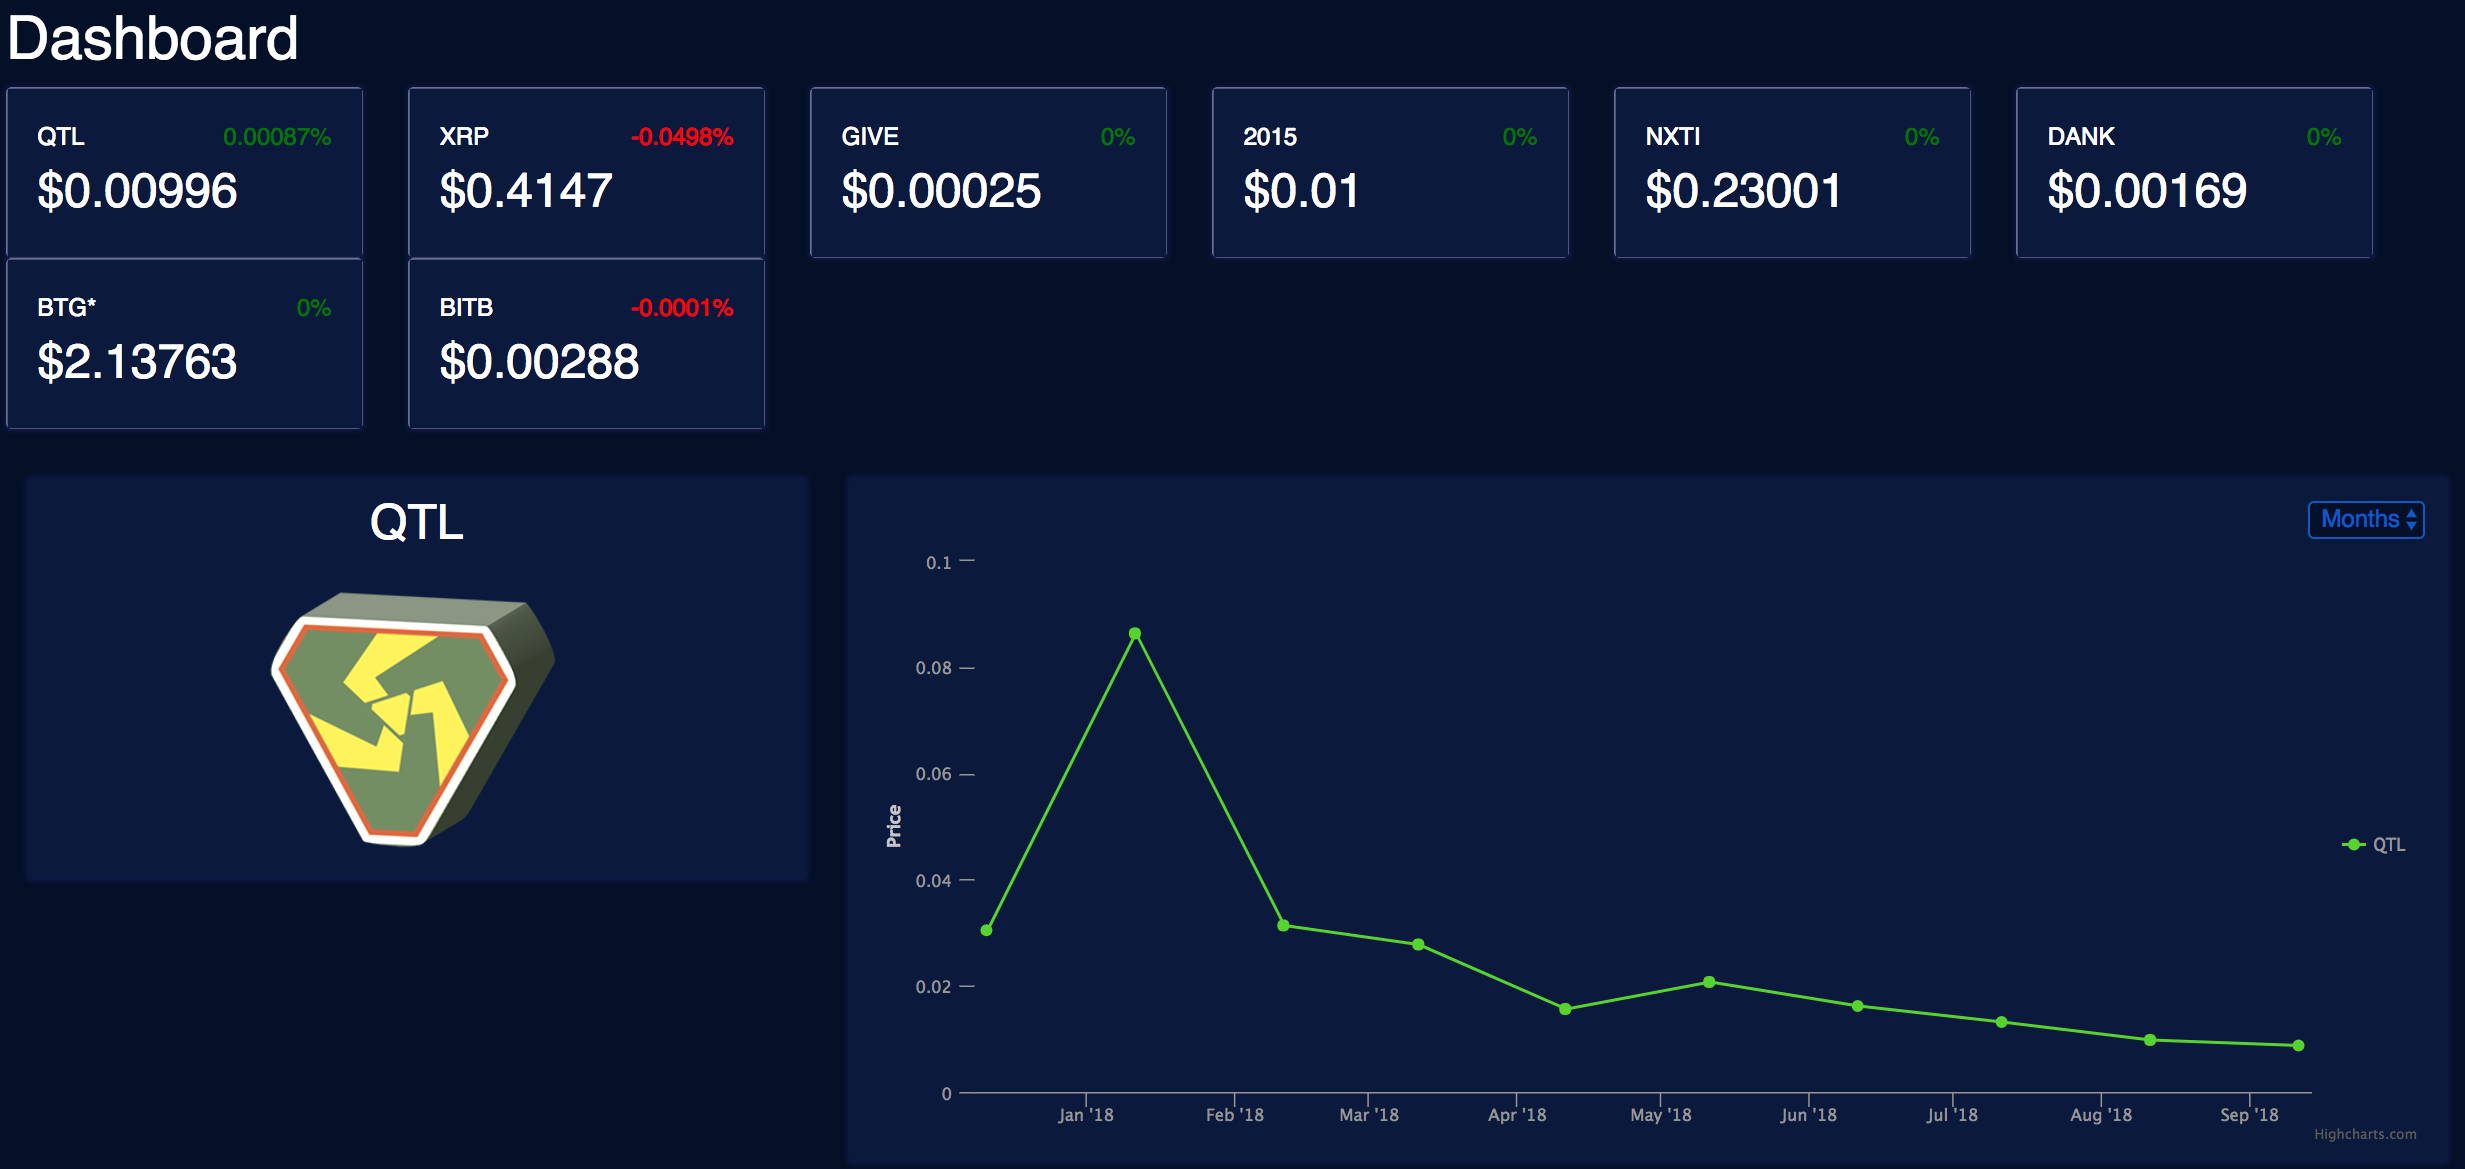 Dashboard
QTL 0.00087%
$0.00996
XRP -0.0498%
$0.4147
GIVE 0%
$0.00025
2015 0%
$0.01
NXTI 0%
$0.23001
DANK 0%
$0.00169
BTG* 0%
$2.13763
BITB -0.0001%
$0.00288
QTL
Months
0.1
0.08
0.06
0.04
0.02
0
Price
Jan '18 Feb '18 Mar '18 Apr '18 May '18 Jun '18 Jul '18 Aug '18 Sep '18
QTL
Highcharts.com